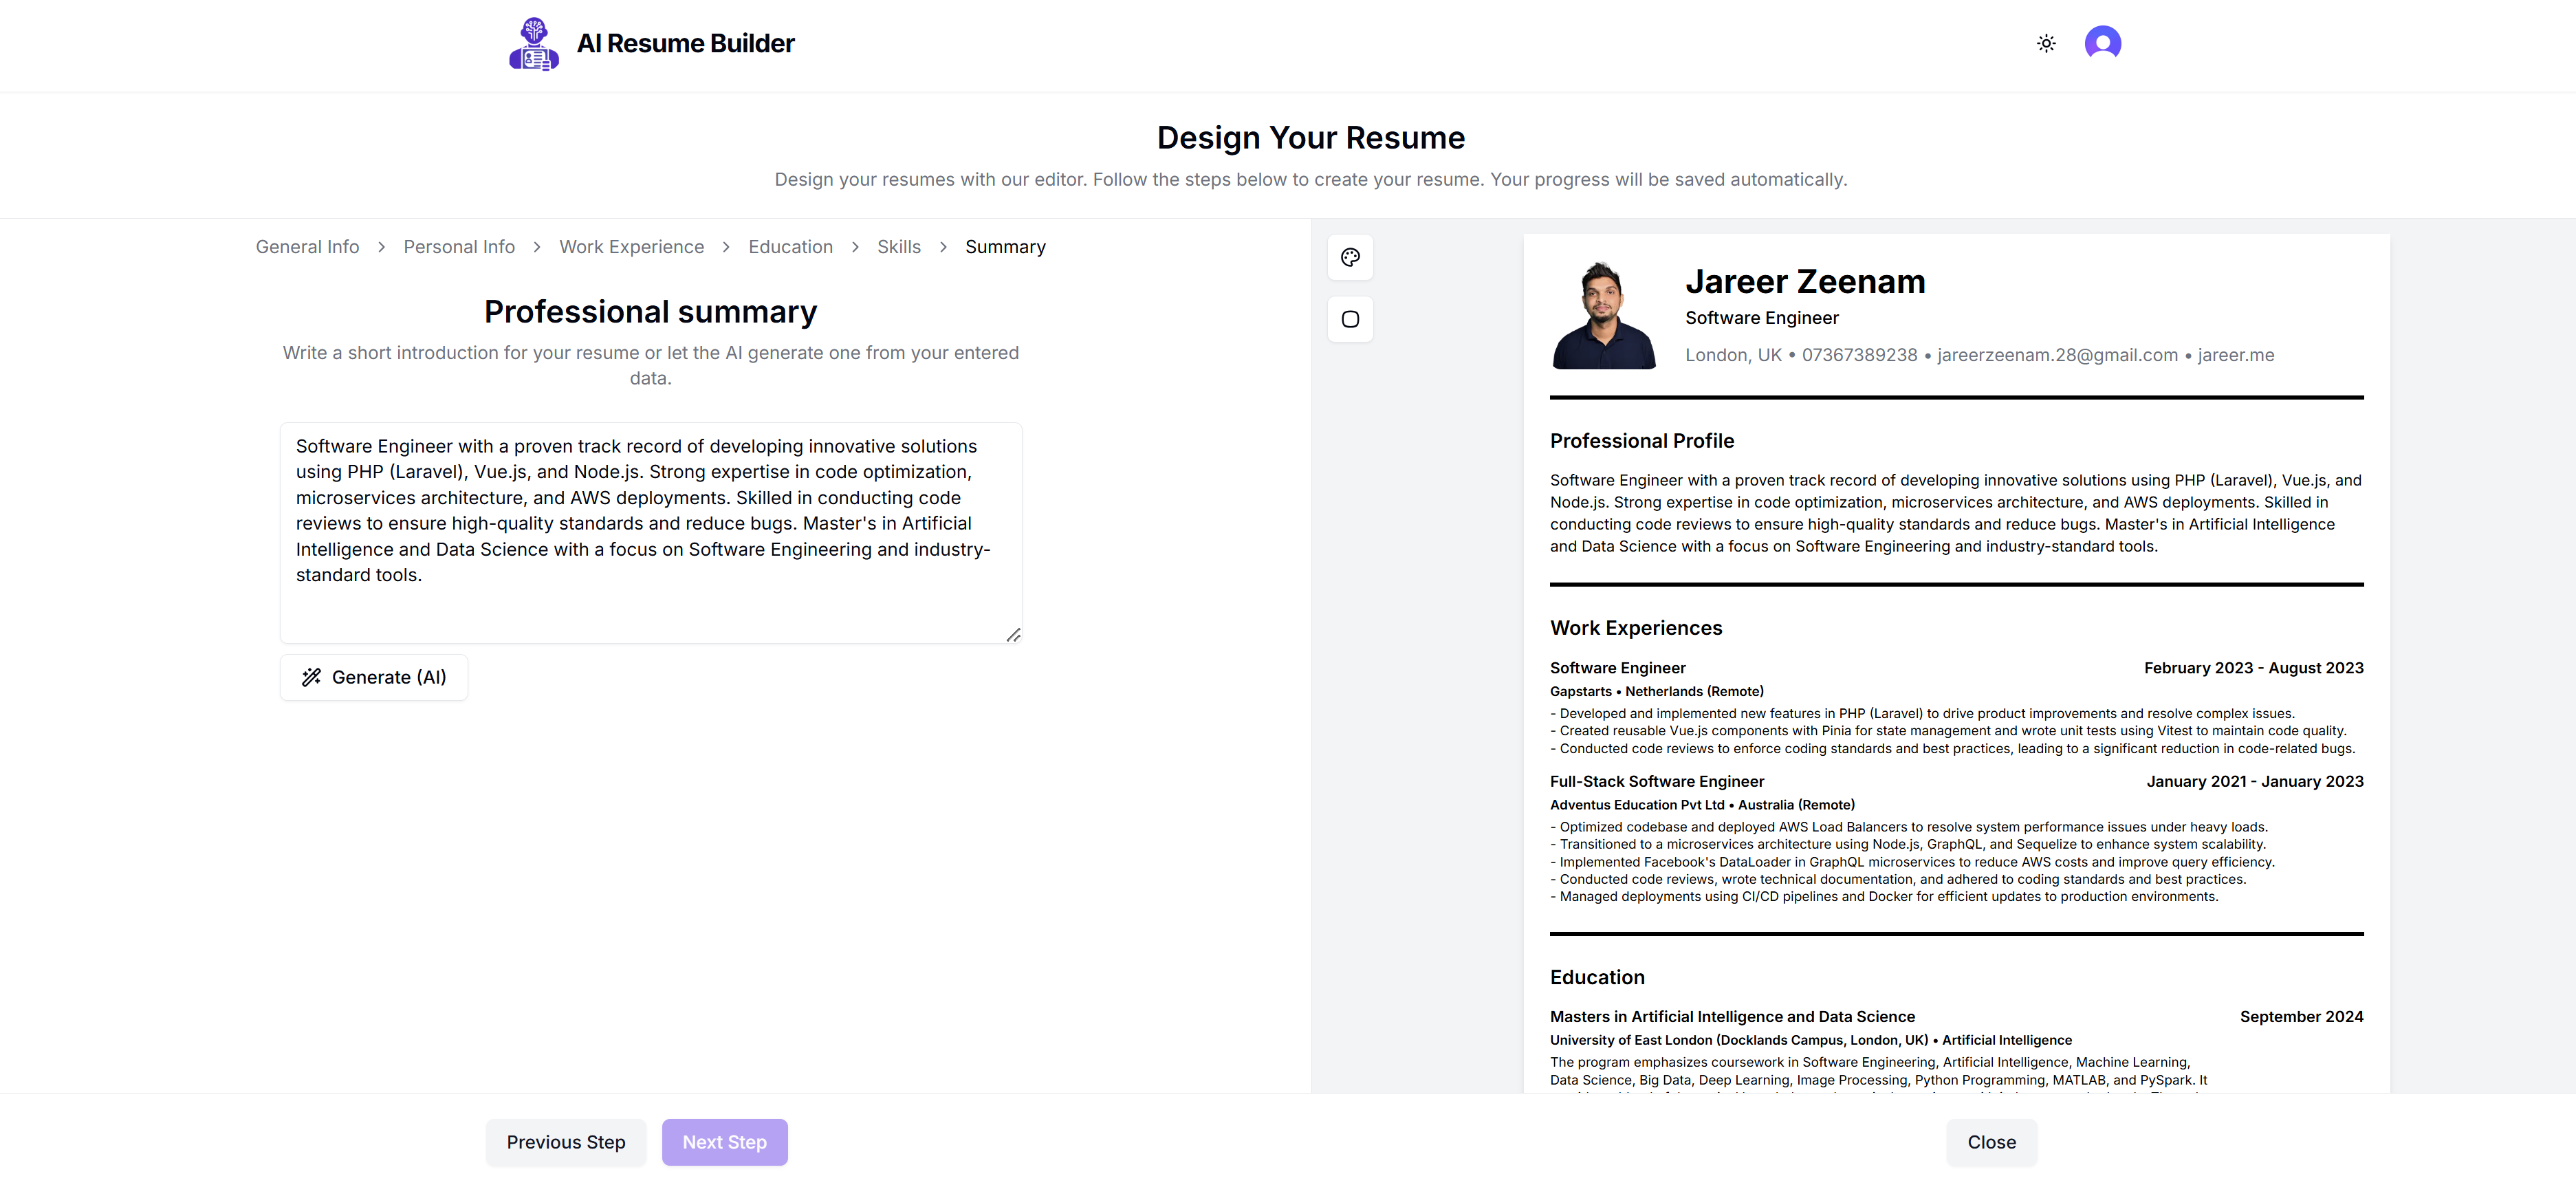 AI Resume Builder
Design Your Resume
Design your resumes with our editor. Follow the steps below to create your resume. Your progress will be saved automatically.
General Info > Personal Info > Work Experience > Education > Skills > Summary
Professional summary
Write a short introduction for your resume or let the AI generate one from your entered
data.
Software Engineer with a proven track record of developing innovative solutions
using PHP (Laravel), Vue.js, and Node.js. Strong expertise in code optimization,
microservices architecture, and AWS deployments. Skilled in conducting code
reviews to ensure high-quality standards and reduce bugs. Master's in Artificial
Intelligence and Data Science with a focus on Software Engineering and industry-
standard tools.
Generate (AI)
Jareer Zeenam
Software Engineer
London, UK • 07367389238 • jareerzeenam.28@gmail.com • jareer.me
Professional Profile
Software Engineer with a proven track record of developing innovative solutions using PHP (Laravel), Vue.js, and
Node.js. Strong expertise in code optimization, microservices architecture, and AWS deployments. Skilled in
conducting code reviews to ensure high-quality standards and reduce bugs. Master's in Artificial Intelligence
and Data Science with a focus on Software Engineering and industry-standard tools.
Work Experiences
Software Engineer February 2023 - August 2023
Gapstarts • Netherlands (Remote)
- Developed and implemented new features in PHP (Laravel) to drive product improvements and resolve complex issues.
- Created reusable Vue.js components with Pinia for state management and wrote unit tests using Vitest to maintain code quality.
- Conducted code reviews to enforce coding standards and best practices, leading to a significant reduction in code-related bugs.
Full-Stack Software Engineer January 2021 - January 2023
Adventus Education Pvt Ltd • Australia (Remote)
- Optimized codebase and deployed AWS Load Balancers to resolve system performance issues under heavy loads.
- Transitioned to a microservices architecture using Node.js, GraphQL, and Sequelize to enhance system scalability.
- Implemented Facebook's DataLoader in GraphQL microservices to reduce AWS costs and improve query efficiency.
- Conducted code reviews, wrote technical documentation, and adhered to coding standards and best practices.
- Managed deployments using CI/CD pipelines and Docker for efficient updates to production environments.
Education
Masters in Artificial Intelligence and Data Science September 2024
University of East London (Docklands Campus, London, UK) • Artificial Intelligence
The program emphasizes coursework in Software Engineering, Artificial Intelligence, Machine Learning,
Data Science, Big Data, Deep Learning, Image Processing, Python Programming, MATLAB, and PySpark. It
Previous Step
Next Step
Close